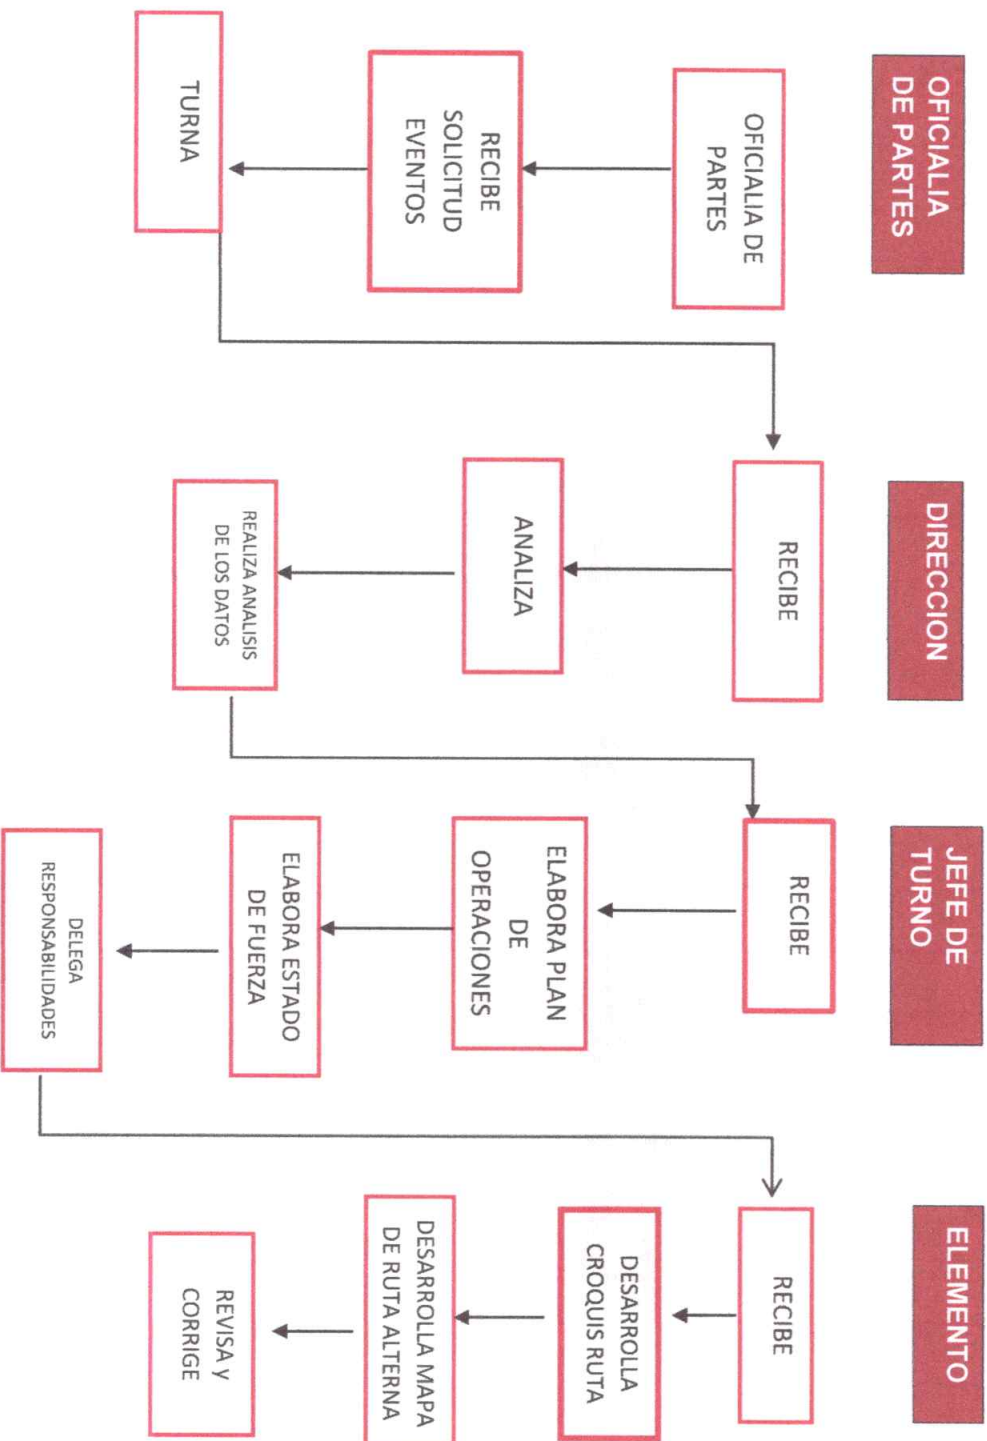 OFICIALIA
DE PARTES
OFICIALIA DE
PARTES
RECIBE
SOLICITUD
EVENTOS
TURNA
DIRECCION
RECIBE
ANALIZA
REALIZA ANALISIS
DE LOS DATOS
JEFE DE
TURNO
RECIBE
ELABORA PLAN
DE
OPERACIONES
ELABORA ESTADO
DE FUERZA
DELEGA
RESPONSABILIDADES
ELEMENTO
RECIBE
DESARROLLA
CROQUIS RUTA
DESARROLLA MAPA
DE RUTA ALTERNA
REVISA y
CORRIGE